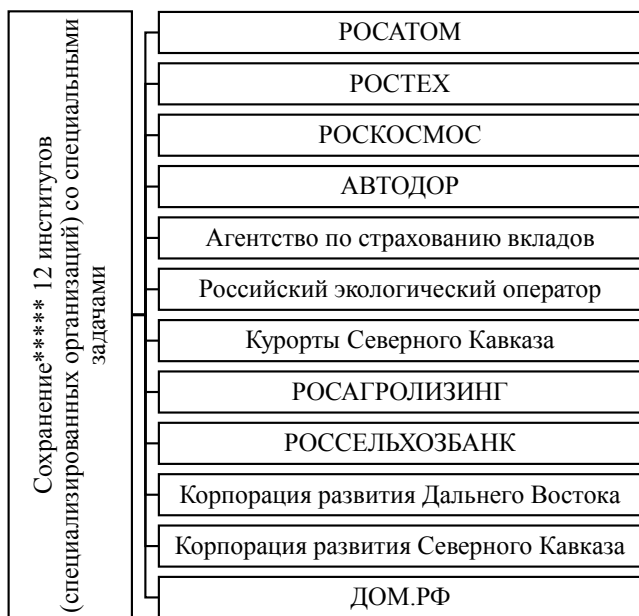 Сохранение***** 12 институтов
(специализированных организаций) со специальными
задачами
РОСАТОМ
РОСТЕХ
РОСКОСМОС
АВТОДОР
Агентство по страхованию вкладов
Российский экологический оператор
Курорты Северного Кавказа
РОСАГРОЛИЗИНГ
РОССЕЛЬХОЗБАНК
Корпорация развития Дальнего Востока
Корпорация развития Северного Кавказа
ДОМ.РФ